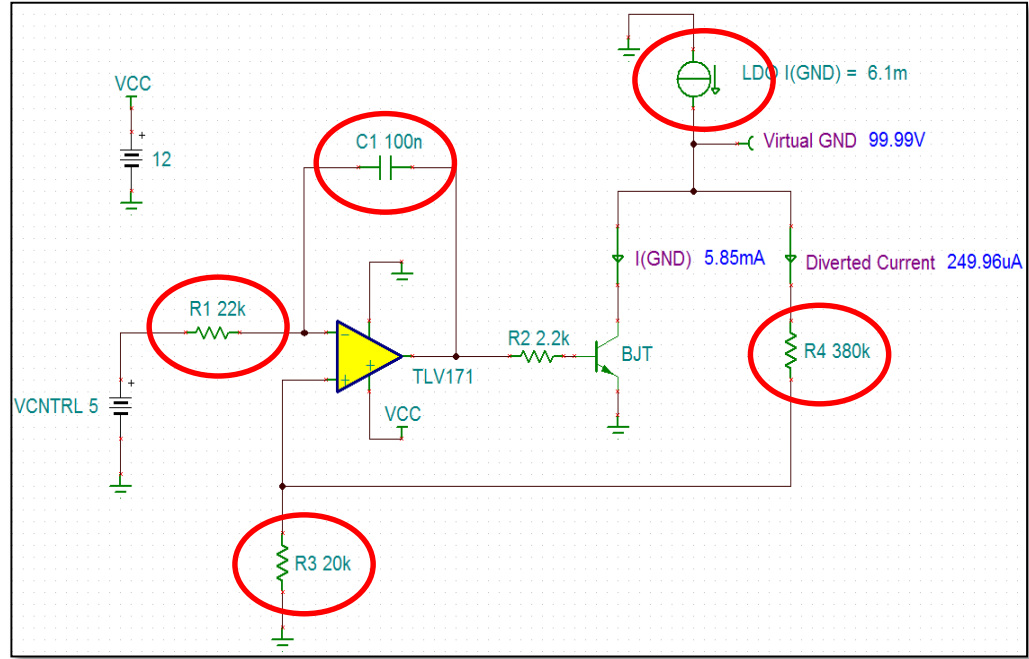 LDO I(GND) = 6.1m
VCC
12
C1 100n
Virtual GND 99.99V
I(GND) 5.85mA
Diverted Current 249.96uA
R1 22k
R2 2.2k
BJT
R4 380k
TLV171
VCNTRL 5
VCC
R3 20k